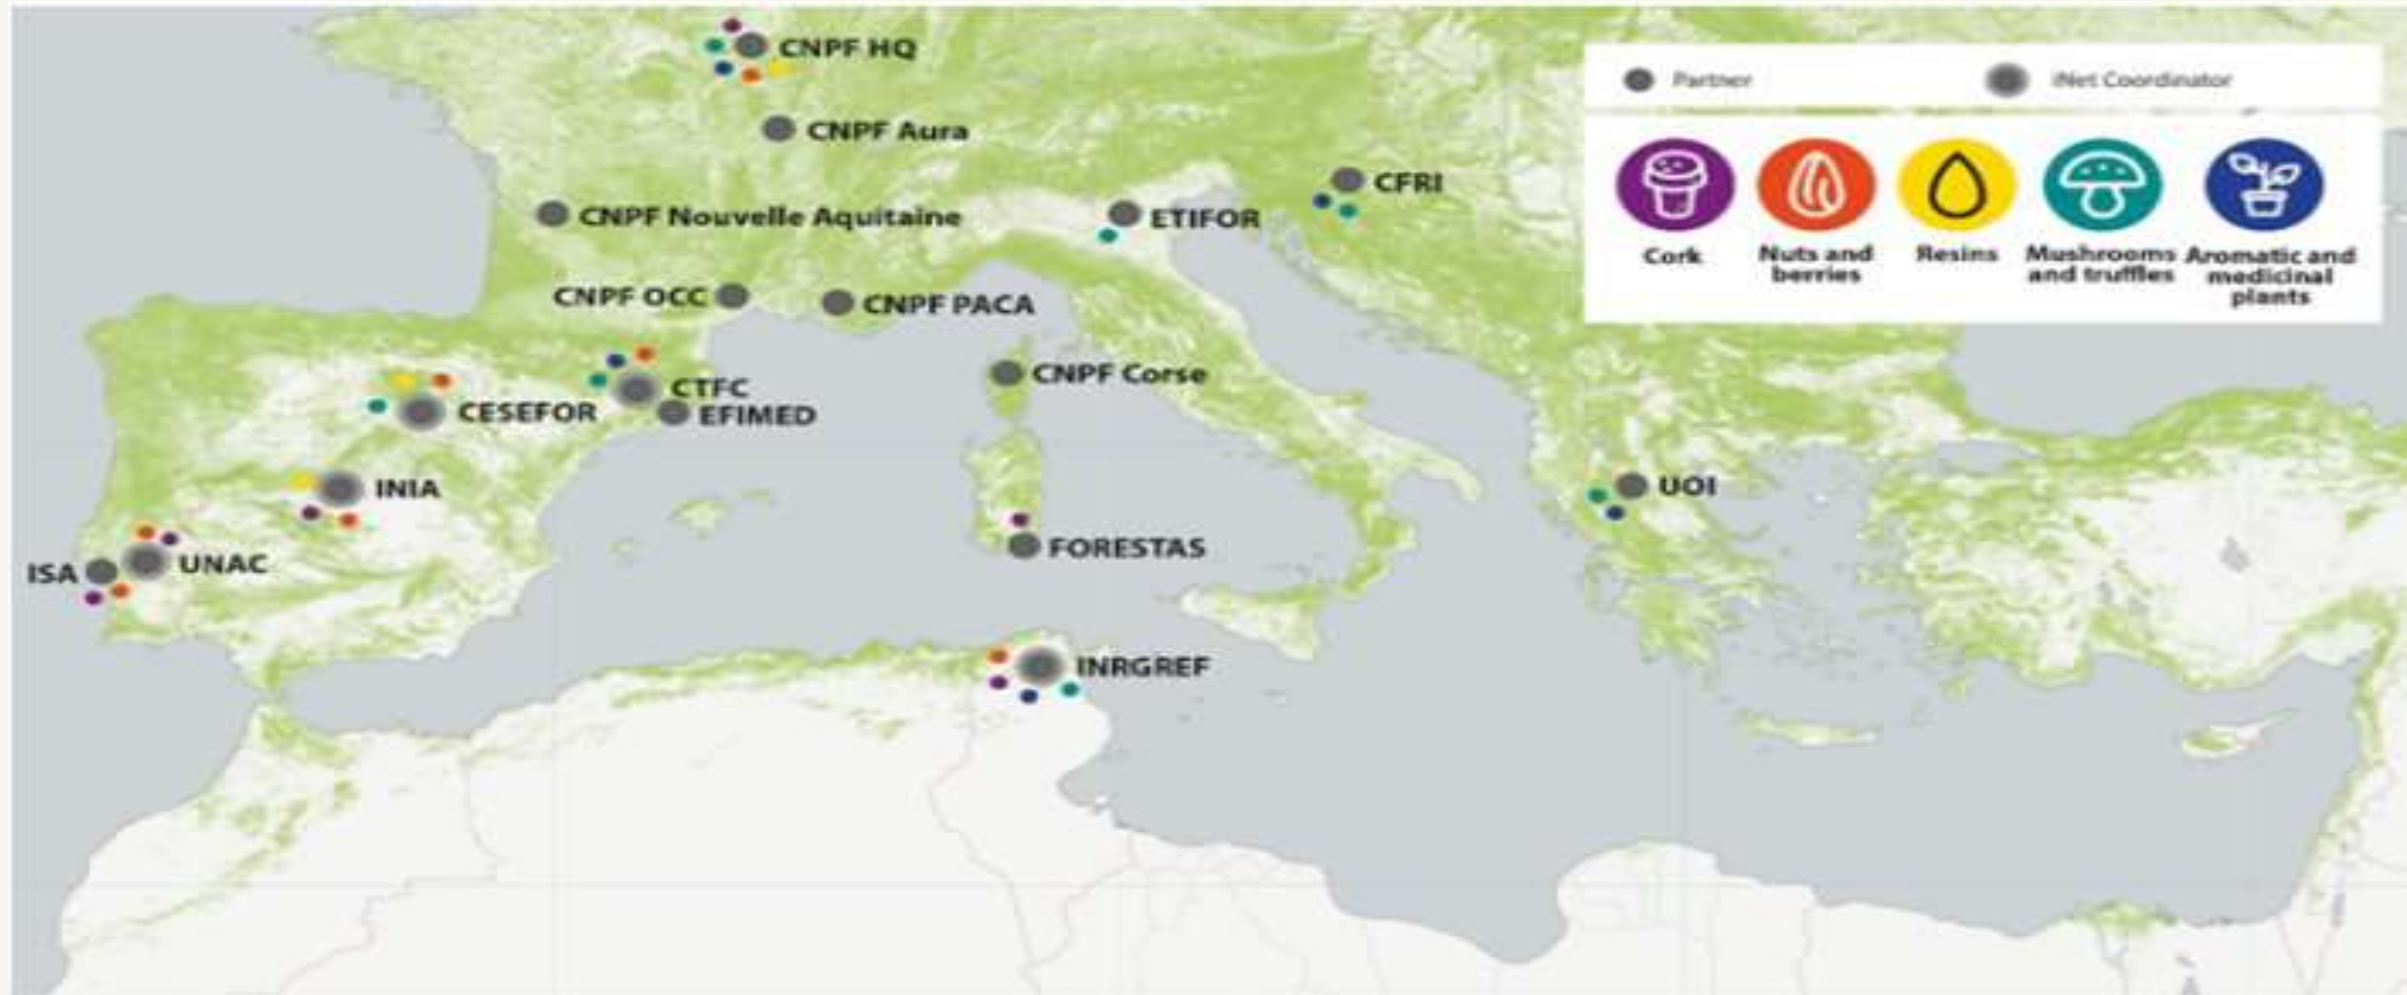 CNPF HQ
Partner
iNet Coordinator
CNPF Aura
CFRI
CNPF Nouvelle Aquitaine
ETIFOR
Cork
Nuts and
berries
Resins
Mushrooms
and truffles
Aromatic and
medicinal
plants
CNPF OCC
CNPF PACA
CNPF Corse
CTFC
CESEFOR
EFIMED
INIA
UOI
FORESTAS
ISA
UNAC
INRGREF